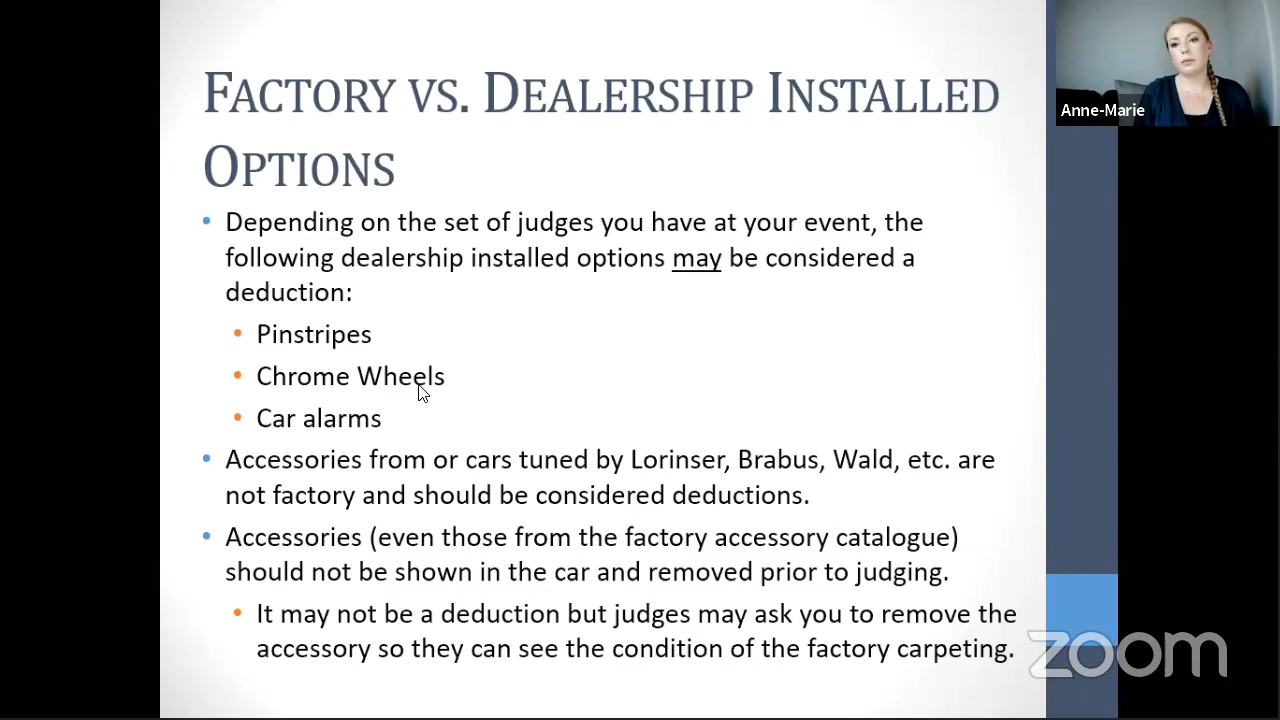 FACTORY VS. DEALERSHIP INSTALLED
OPTIONS
Depending on the set of judges you have at your event, the
following dealership installed options may be considered a
deduction:
Pinstripes
Chrome Wheels
Car alarms
Accessories from or cars tuned by Lorinser, Brabus, Wald, etc. are
not factory and should be considered deductions.
Accessories (even those from the factory accessory catalogue)
should not be shown in the car and removed prior to judging.
It may not be a deduction but judges may ask you to remove the
accessory so they can see the condition of the factory carpeting.
Anne-Marie
zoom